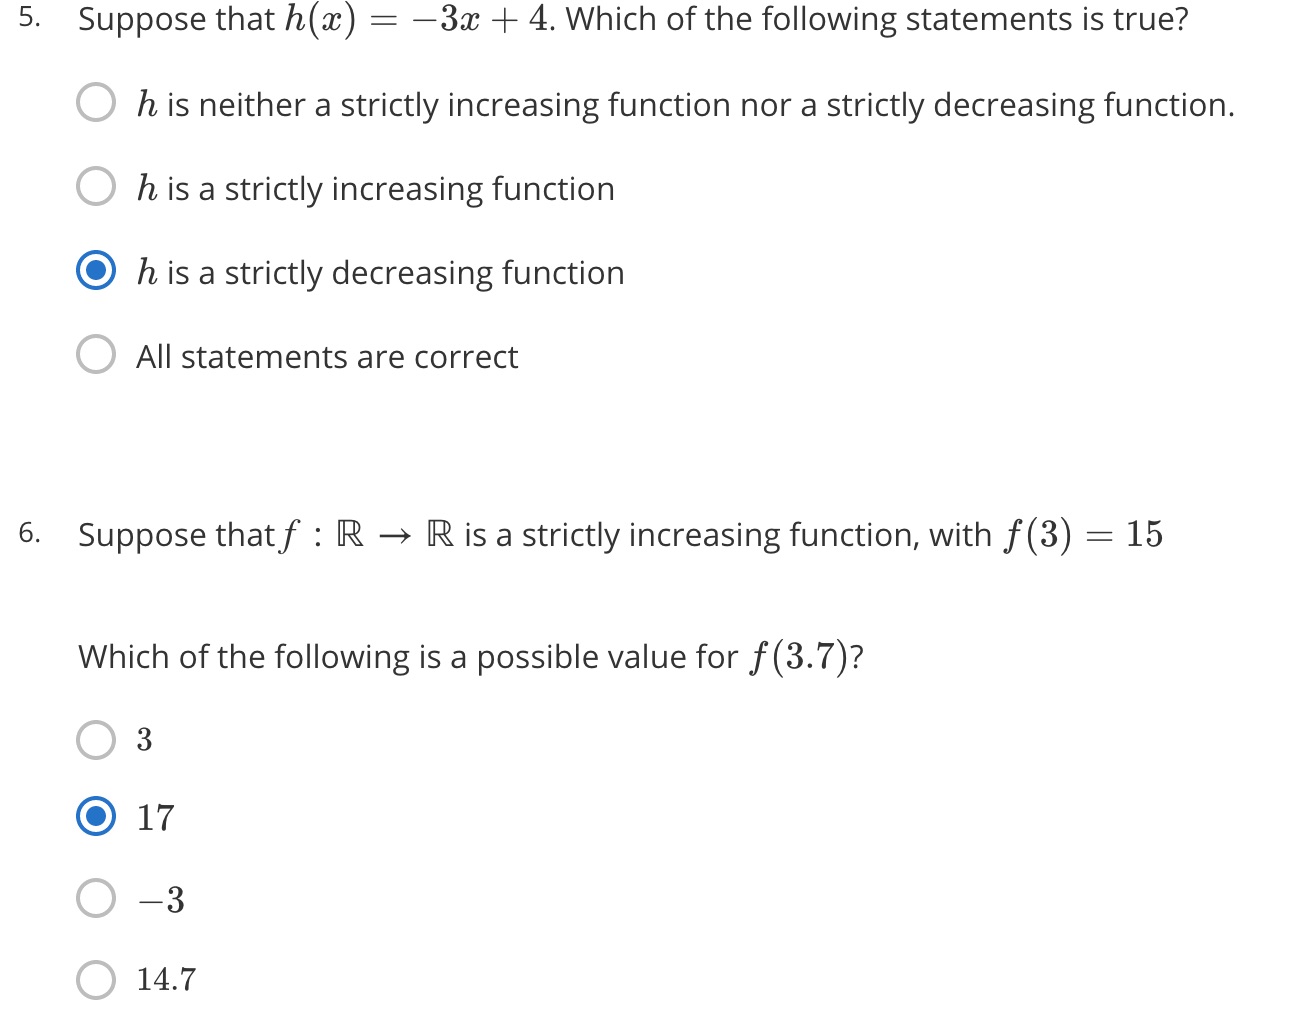 5. Suppose that h(x) = −3x + 4. Which of the following statements is true?
h is neither a strictly increasing function nor a strictly decreasing function.
h is a strictly increasing function
h is a strictly decreasing function
All statements are correct
6. Suppose that f : ℝ → ℝ is a strictly increasing function, with f(3) = 15
Which of the following is a possible value for f(3.7)?
3
17
−3
14.7